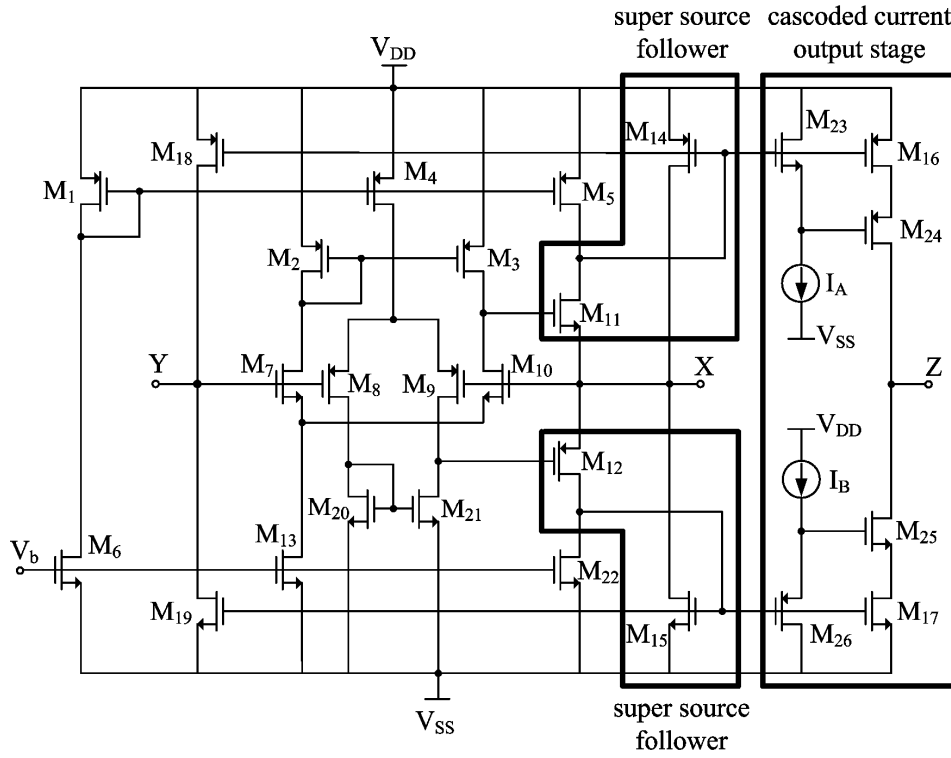 super source
follower
cascoded current
output stage
V_DD
M_23
M_14
M_18
M_16
M_4
M_1
M_5
M_24
M_2
M_3
I_A
M_11
V_SS
Y
M_7
M_8
M_9
M_10
X
Z
V_DD
M_12
I_B
M_20
M_21
M_25
V_b
M_6
M_13
M_22
M_19
M_15
M_26
M_17
V_SS
super source
follower